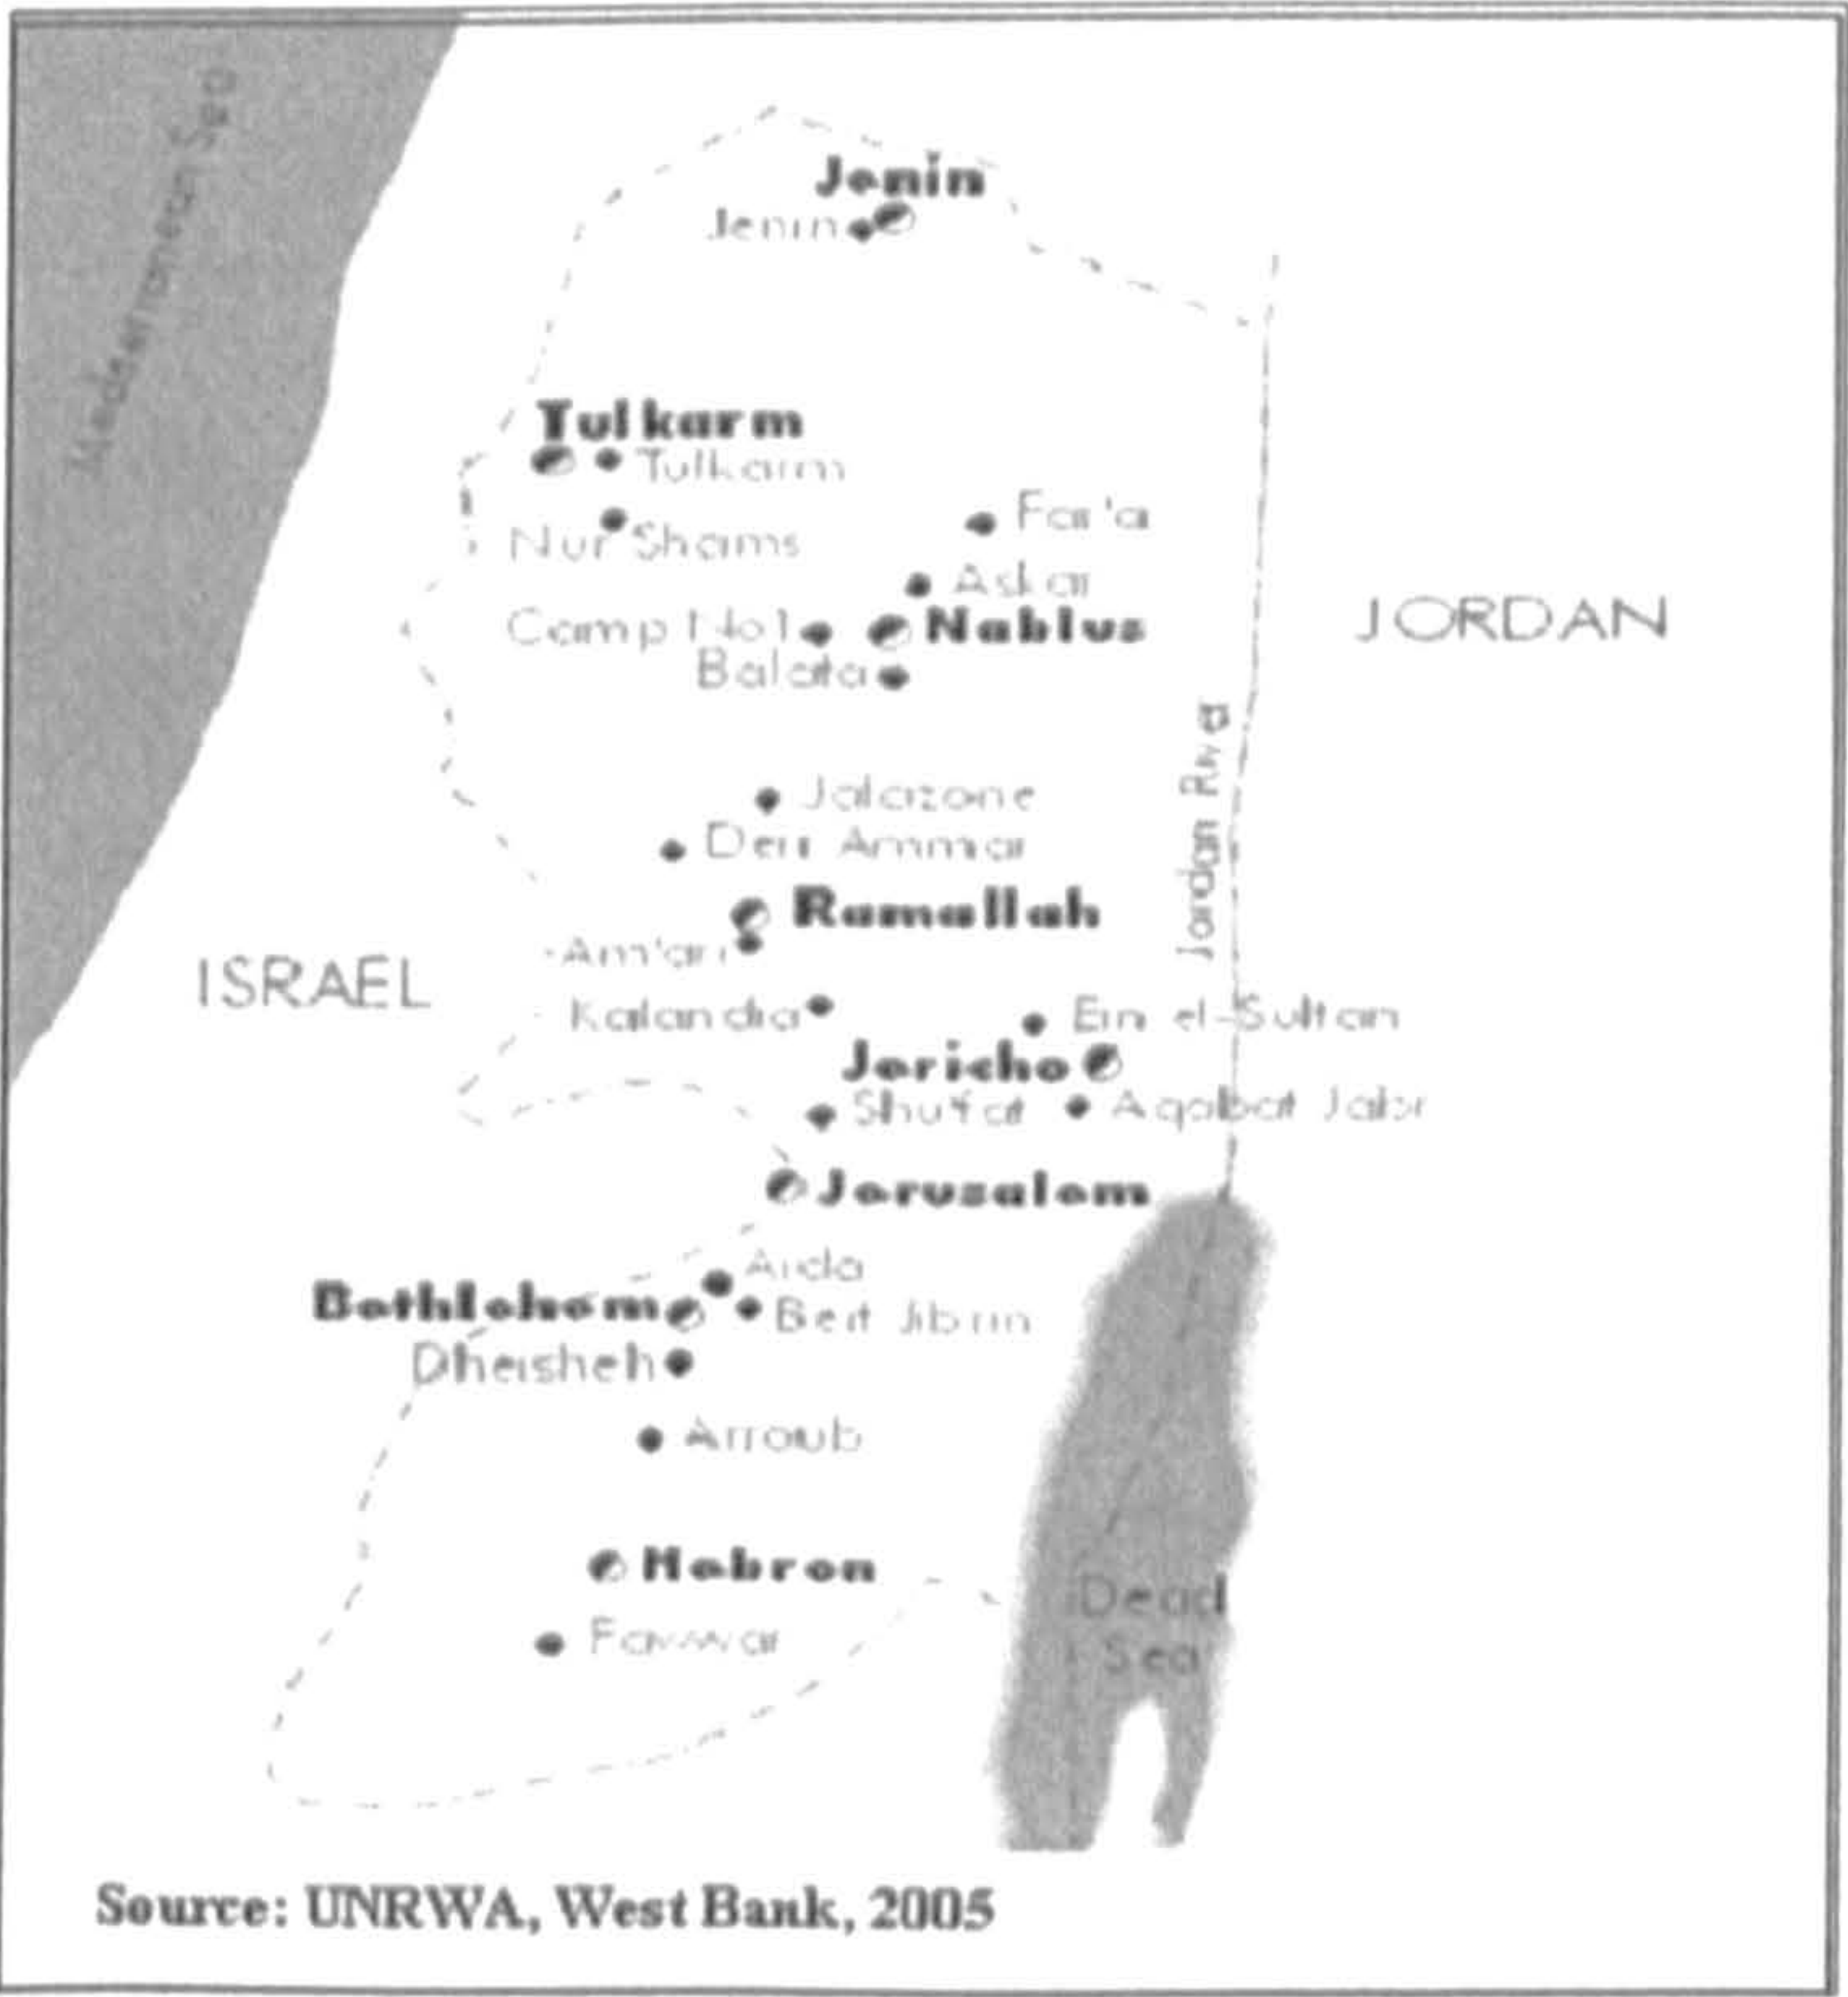 Mediterranean Sea
Jenin
Jenin
Tulkarm
Tulkarm
Nur Shams
Far'a
Askar
Camp No1
Nablus
Balata
JORDAN
Jordan River
Jalazone
Deir Ammar
Ramallah
Am'ari
ISRAEL
Kalandia
Ein el-Sultan
Jericho
Shu'fat
Aqabat Jabr
Jerusalem
Aida
Bethlehem
Beit Jibrin
Dheisheh
Arroub
Hebron
Fawwar
Dead
Sea
Source: UNRWA, West Bank, 2005